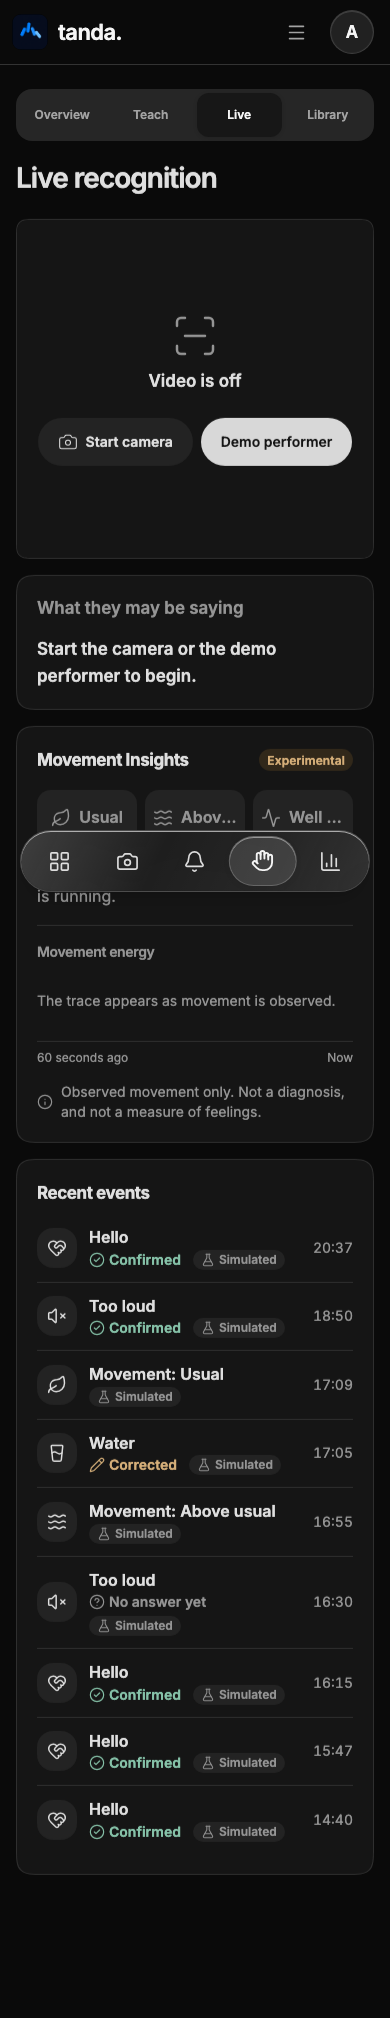 tanda.
A
Overview
Teach
Live
Library
Live recognition
Video is off
Start camera
Demo performer
What they may be saying
Start the camera or the demo
performer to begin.
Movement Insights
Experimental
Usual
Abov...
Well ...
is running.
Movement energy
The trace appears as movement is observed.
60 seconds ago
Now
Observed movement only. Not a diagnosis,
and not a measure of feelings.
Recent events
Hello
Confirmed
Simulated
20:37
Too loud
Confirmed
Simulated
18:50
Movement: Usual
Simulated
17:09
Water
Corrected
Simulated
17:05
Movement: Above usual
Simulated
16:55
Too loud
No answer yet
Simulated
16:30
Hello
Confirmed
Simulated
16:15
Hello
Confirmed
Simulated
15:47
Hello
Confirmed
Simulated
14:40